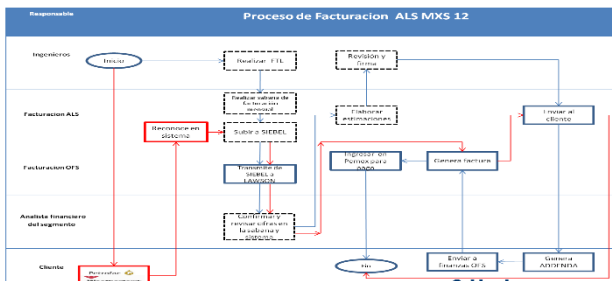 Responsable
Proceso de Facturacion ALS MXS 12
Ingenieros
Inicio
Realizar FTL
Revisión y
firma
Facturacion ALS
Realizar sabana de
facturación
Elaborar
estimaciones
Enviar al
cliente
Reconoce en
sistema
Subir a SIEBEL
Facturacion OFS
Transmite de
SIEBEL a
LAWSON
Ingresar en
Pemex para
Genera factura
Analista financiero
del segmento
Confirmar y
revisar cifras en
la sabana y
sistema
Cliente
Fin
Enviar a
finanzas OFS
Genera
ADDENDA